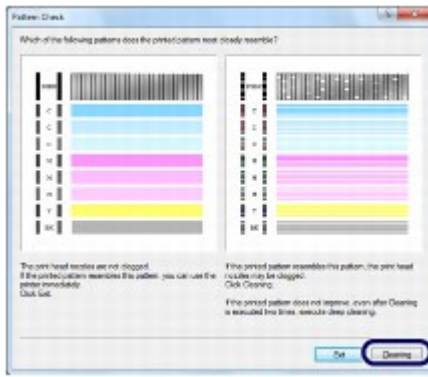 Pattern Check
Which of the following patterns does the printed pattern most closely resemble?
C
C
M
M
M
Y
BK
C
C
M
M
M
Y
BK
The print head nozzles are not clogged.
If the printed pattern resembles this pattern, you can use the
printer immediately.
Click Exit.
If the printed pattern resembles this pattern, the print head
nozzles may be clogged.
Click Cleaning.
If the printed pattern does not improve, even after Cleaning
is executed two times, execute deep cleaning.
Exit
Cleaning